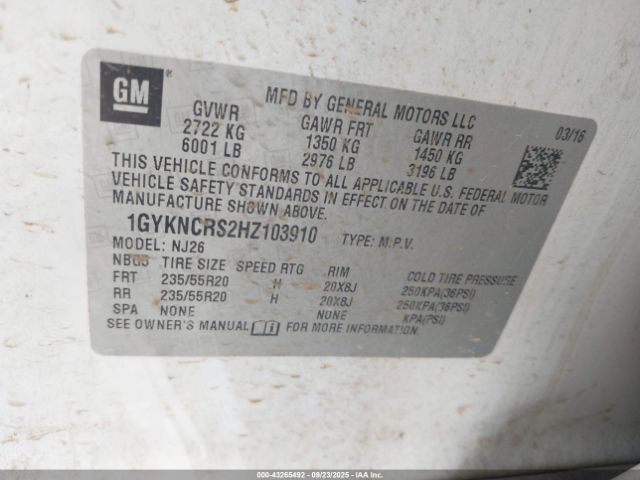 GM ®
MFD BY GENERAL MOTORS LLC
03/16
GVWR GAWR FRT GAWR RR
2722 KG 1350 KG 1450 KG
6001 LB 2976 LB 3196 LB
THIS VEHICLE CONFORMS TO ALL APPLICABLE U.S. FEDERAL MOTOR
VEHICLE SAFETY STANDARDS IN EFFECT ON THE DATE OF
MANUFACTURE SHOWN ABOVE.
1GYKNCRS2HZ103910 TYPE: M.P.V.
MODEL: NJ26
TIRE SIZE SPEED RTG RIM COLD TIRE PRESSURE
FRT 235/55R20 H 20X8J 250KPA(36PSI)
RR 235/55R20 H 20X8J 250KPA(36PSI)
SPA NONE NONE KPA(PSI)
SEE OWNER'S MANUAL FOR MORE INFORMATION.
000-43265492 - 09/23/2025 - IAAHQ